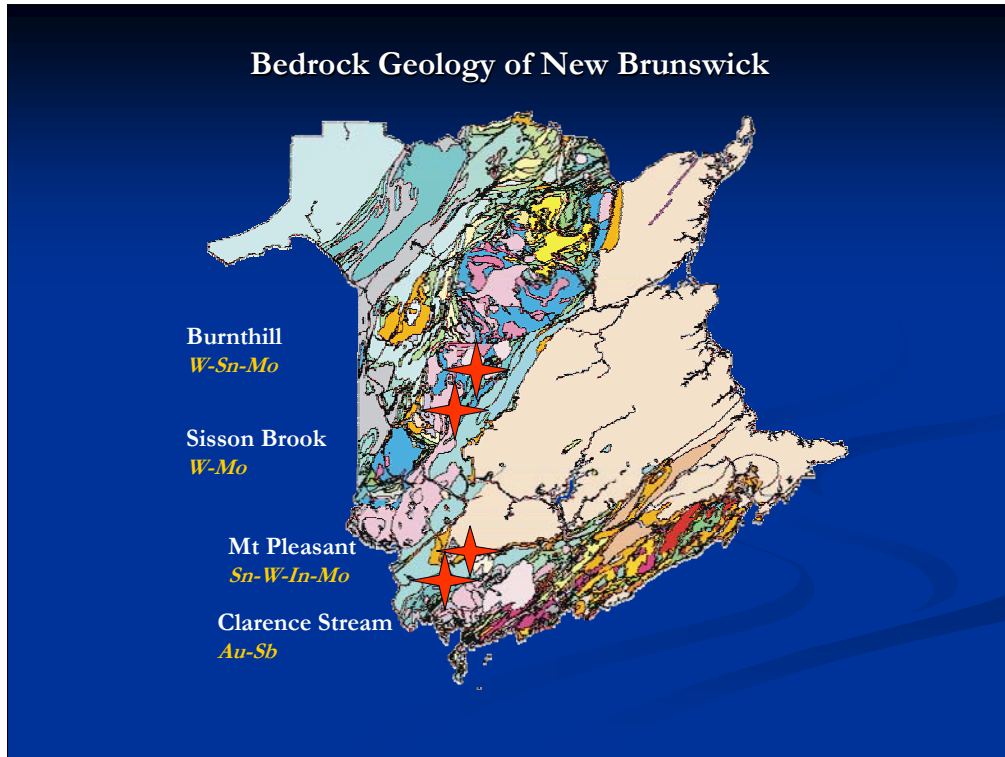 Bedrock Geology of New Brunswick
Burnthill
W-Sn-Mo
Sisson Brook
W-Mo
Mt Pleasant
Sn-W-In-Mo
Clarence Stream
Au-Sb